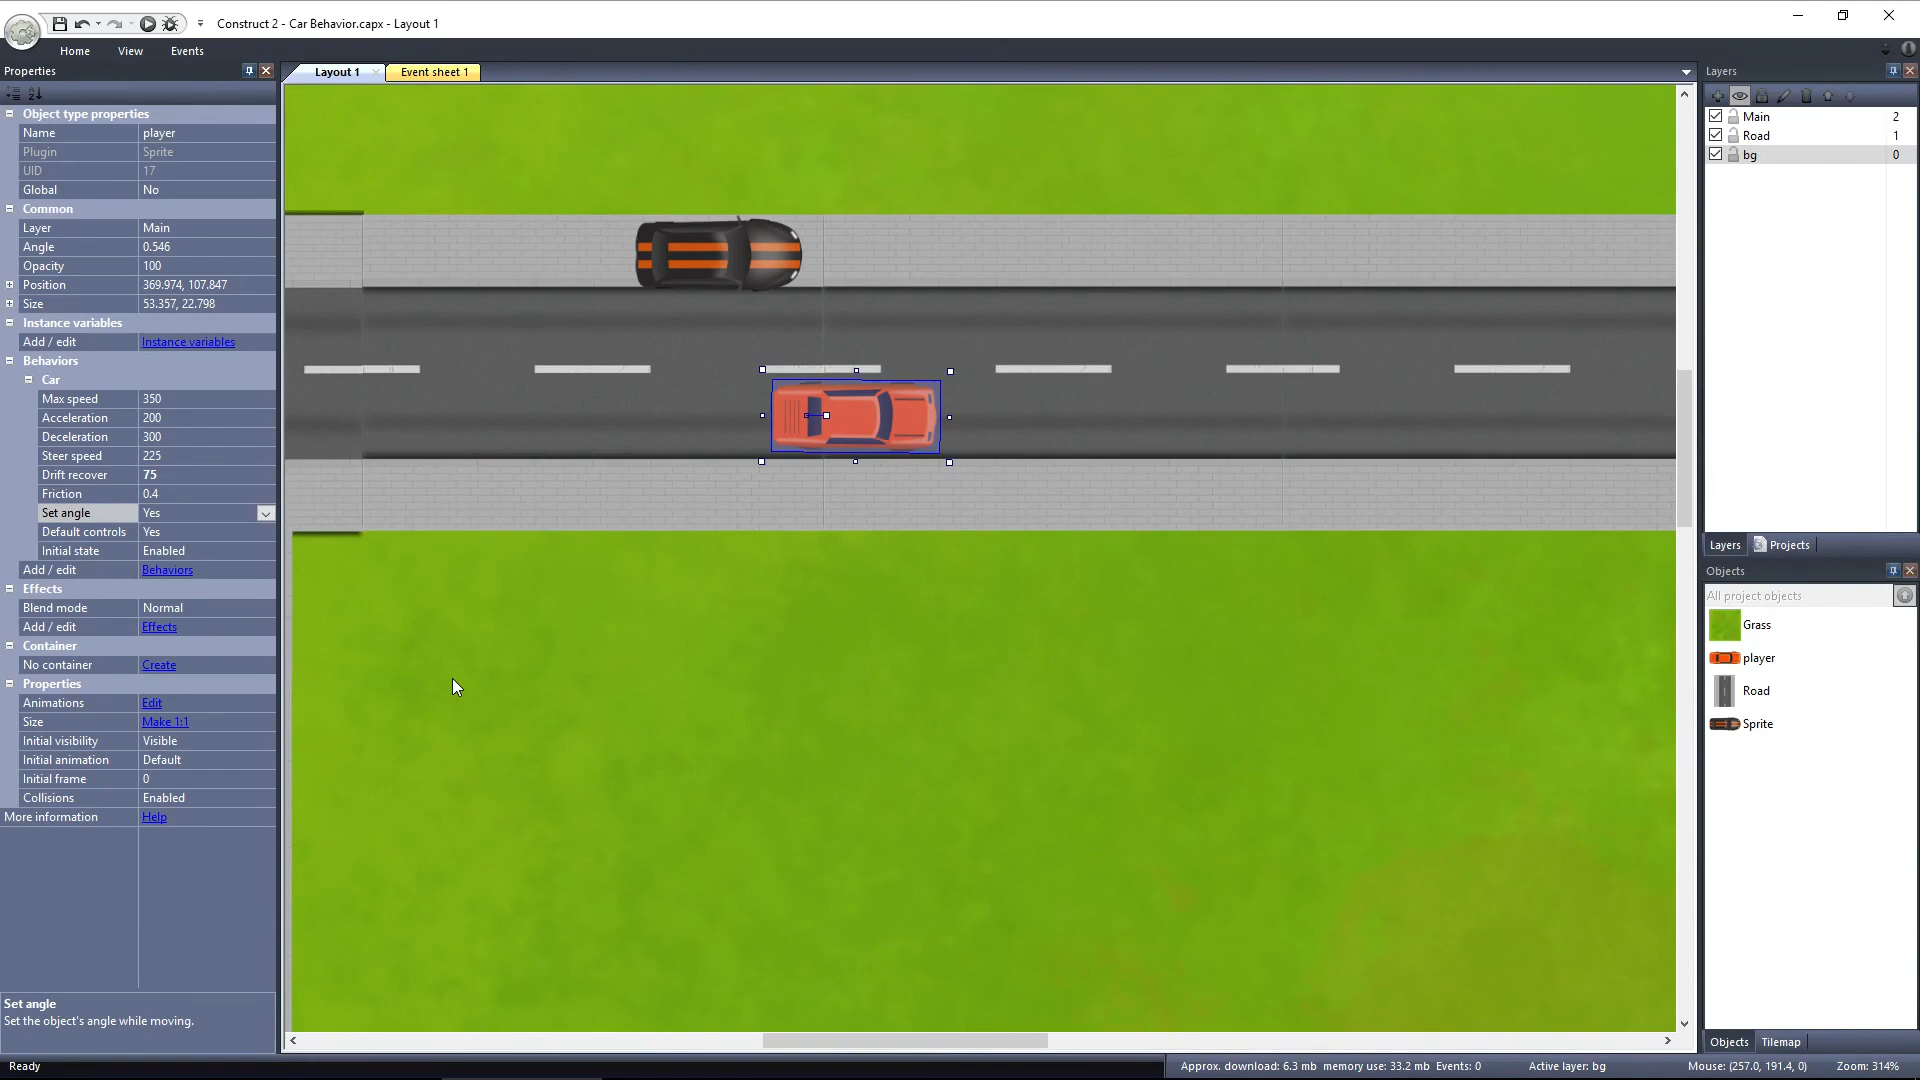 Construct 2 - Car Behavior.capx - Layout 1
Home View Events
Properties
Layout 1
Event sheet 1
Object type properties
Name player
Plugin Sprite
UID 17
Global No
Common
Layer Main
Angle 0.546
Opacity 100
Position 369.974, 107.847
Size 53.357, 22.798
Instance variables
Add / edit Instance variables
Behaviors
Car
Max speed 350
Acceleration 200
Deceleration 300
Steer speed 225
Drift recover 75
Friction 0.4
Set angle Yes
Default controls Yes
Initial state Enabled
Add / edit Behaviors
Effects
Blend mode Normal
Add / edit Effects
Container
No container Create
Properties
Animations Edit
Size Make 1:1
Initial visibility Visible
Initial animation Default
Initial frame 0
Collisions Enabled
More information Help
Set angle
Set the object's angle while moving.
Layers
Main 2
Road 1
bg 0
Layers Projects
Objects
All project objects
Grass
player
Road
Sprite
Objects Tilemap
Ready
Approx. download: 6.3 mb memory use: 33.2 mb Events: 0 Active layer: bg Mouse: (257.0, 191.4, 0) Zoom: 314%